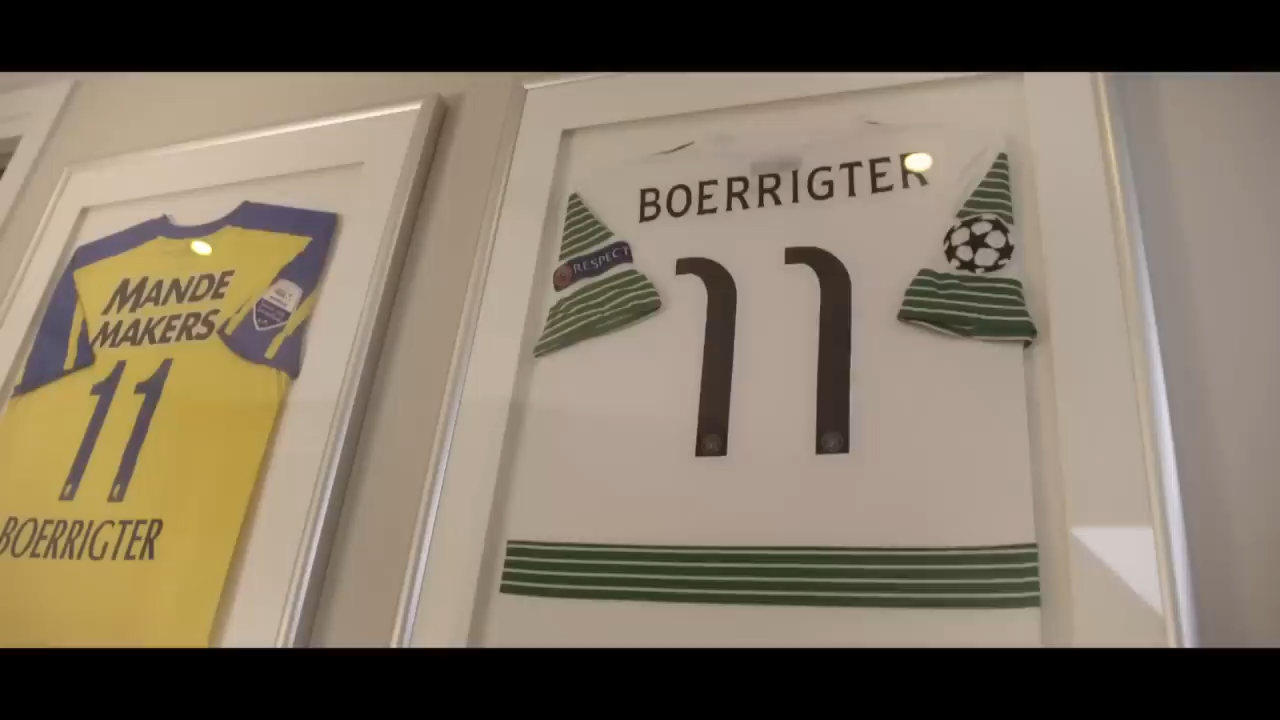 MANDE
MAKERS
11
BOERRIGTER
BOERRIGTER
11
RESPECT